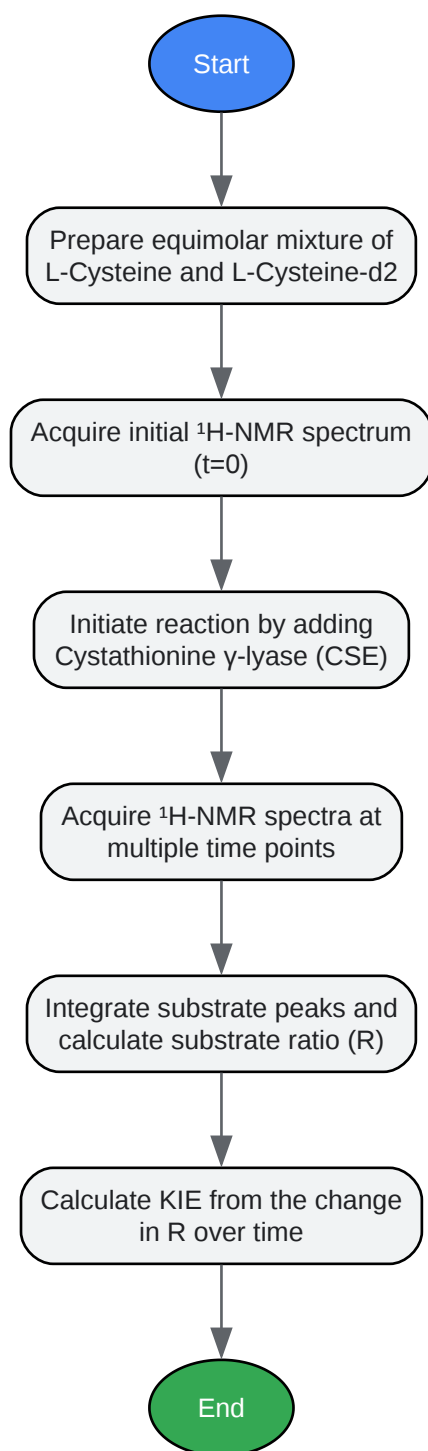 Start
Prepare equimolar mixture of
L-Cysteine and L-Cysteine-d2
Acquire initial ¹H-NMR spectrum
(t=0)
Initiate reaction by adding
Cystathionine γ-lyase (CSE)
Acquire ¹H-NMR spectra at
multiple time points
Integrate substrate peaks and
calculate substrate ratio (R)
Calculate KIE from the change
in R over time
End